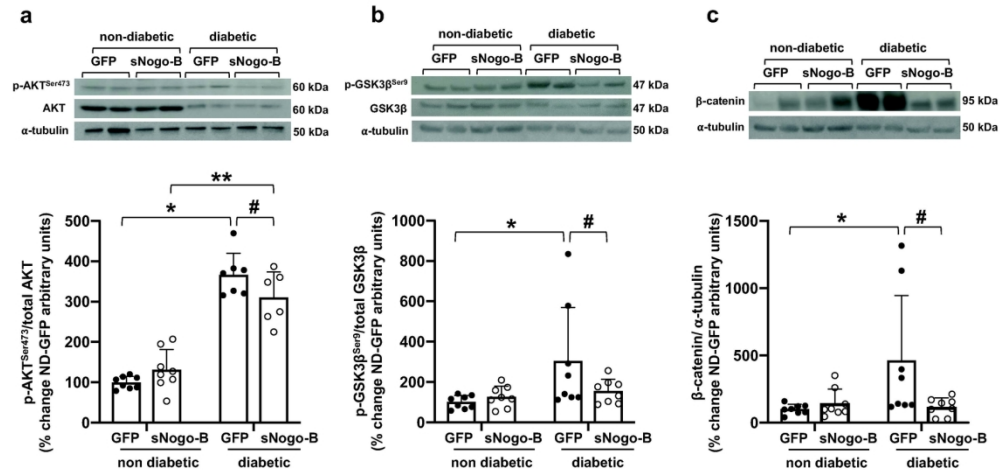 a
non-diabetic diabetic
GFP sNogo-B GFP sNogo-B
p-AKTSer473 60 kDa
AKT 60 kDa
α-tubulin 50 kDa
p-AKTSer473/total AKT
(% change ND-GFP arbitrary units)
500
400
300
200
100
0
* ** #
GFP sNogo-B GFP sNogo-B
non diabetic diabetic
b
non-diabetic diabetic
GFP sNogo-B GFP sNogo-B
p-GSK3βSer9 47 kDa
GSK3β 47 kDa
α-tubulin 50 kDa
p-GSK3βSer9/total GSK3β
(% change ND-GFP arbitrary units)
1000
800
600
400
200
0
* #
GFP sNogo-B GFP sNogo-B
non diabetic diabetic
c
non-diabetic diabetic
GFP sNogo-B GFP sNogo-B
β-catenin 95 kDa
α-tubulin 50 kDa
β-catenin/ α-tubulin
(% change ND-GFP arbitrary units)
1500
1000
500
0
* #
GFP sNogo-B GFP sNogo-B
non diabetic diabetic